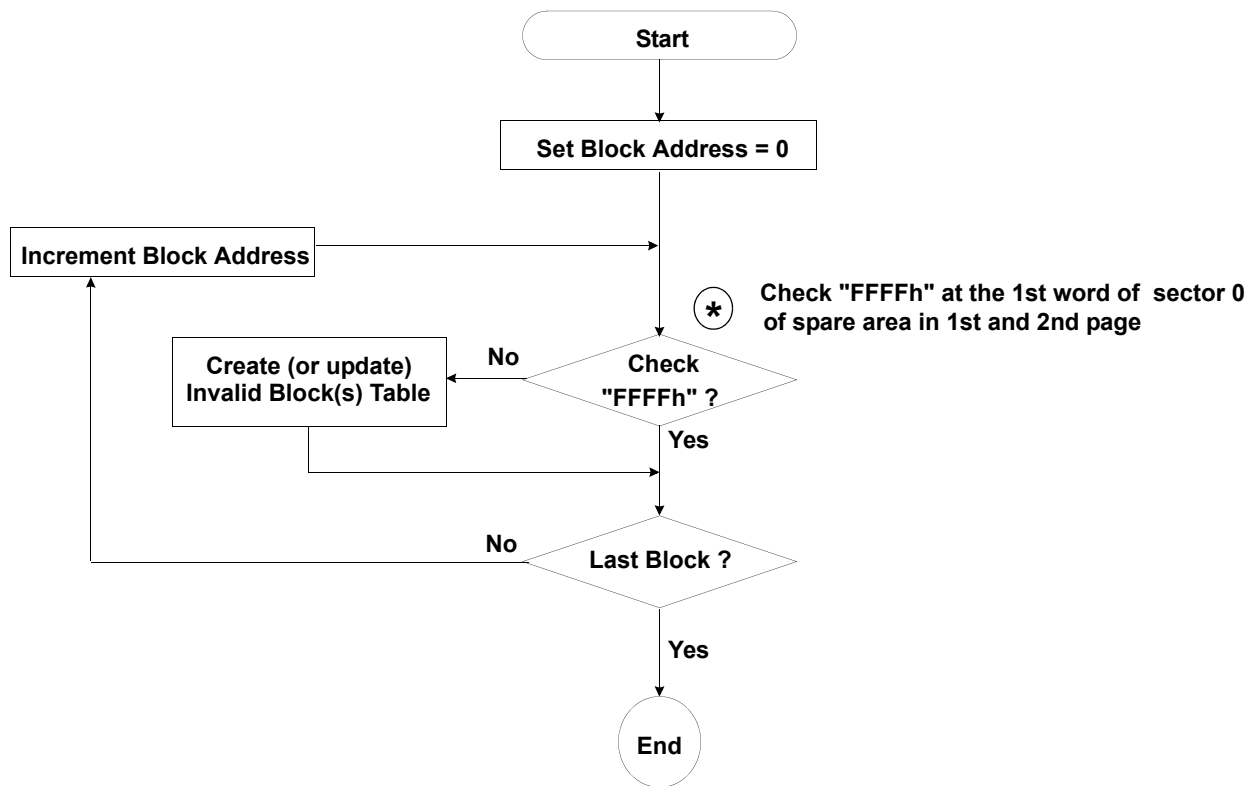 Start
Set Block Address = 0
Increment Block Address
*
Check "FFFFh" at the 1st word of sector 0
of spare area in 1st and 2nd page
No
Create (or update)
Invalid Block(s) Table
Check
"FFFFh" ?
Yes
No
Last Block ?
Yes
End